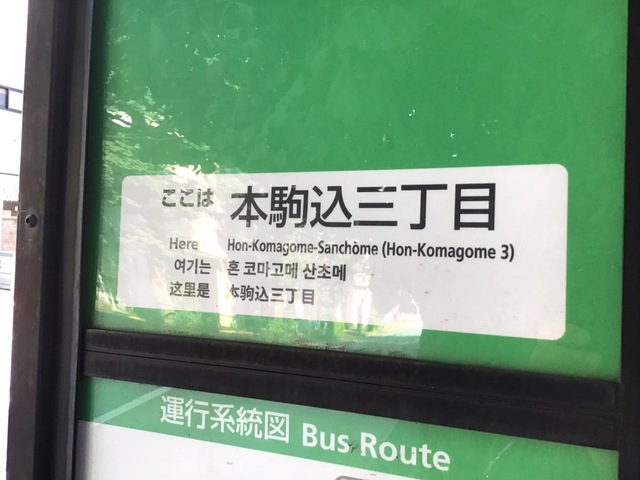 ここは 本駒込三丁目
Here Hon-Komagome-Sanchōme (Hon-Komagome 3)
여기는 혼 코마고메 산초메
这里是 本驹込三丁目
運行系統図 Bus Route